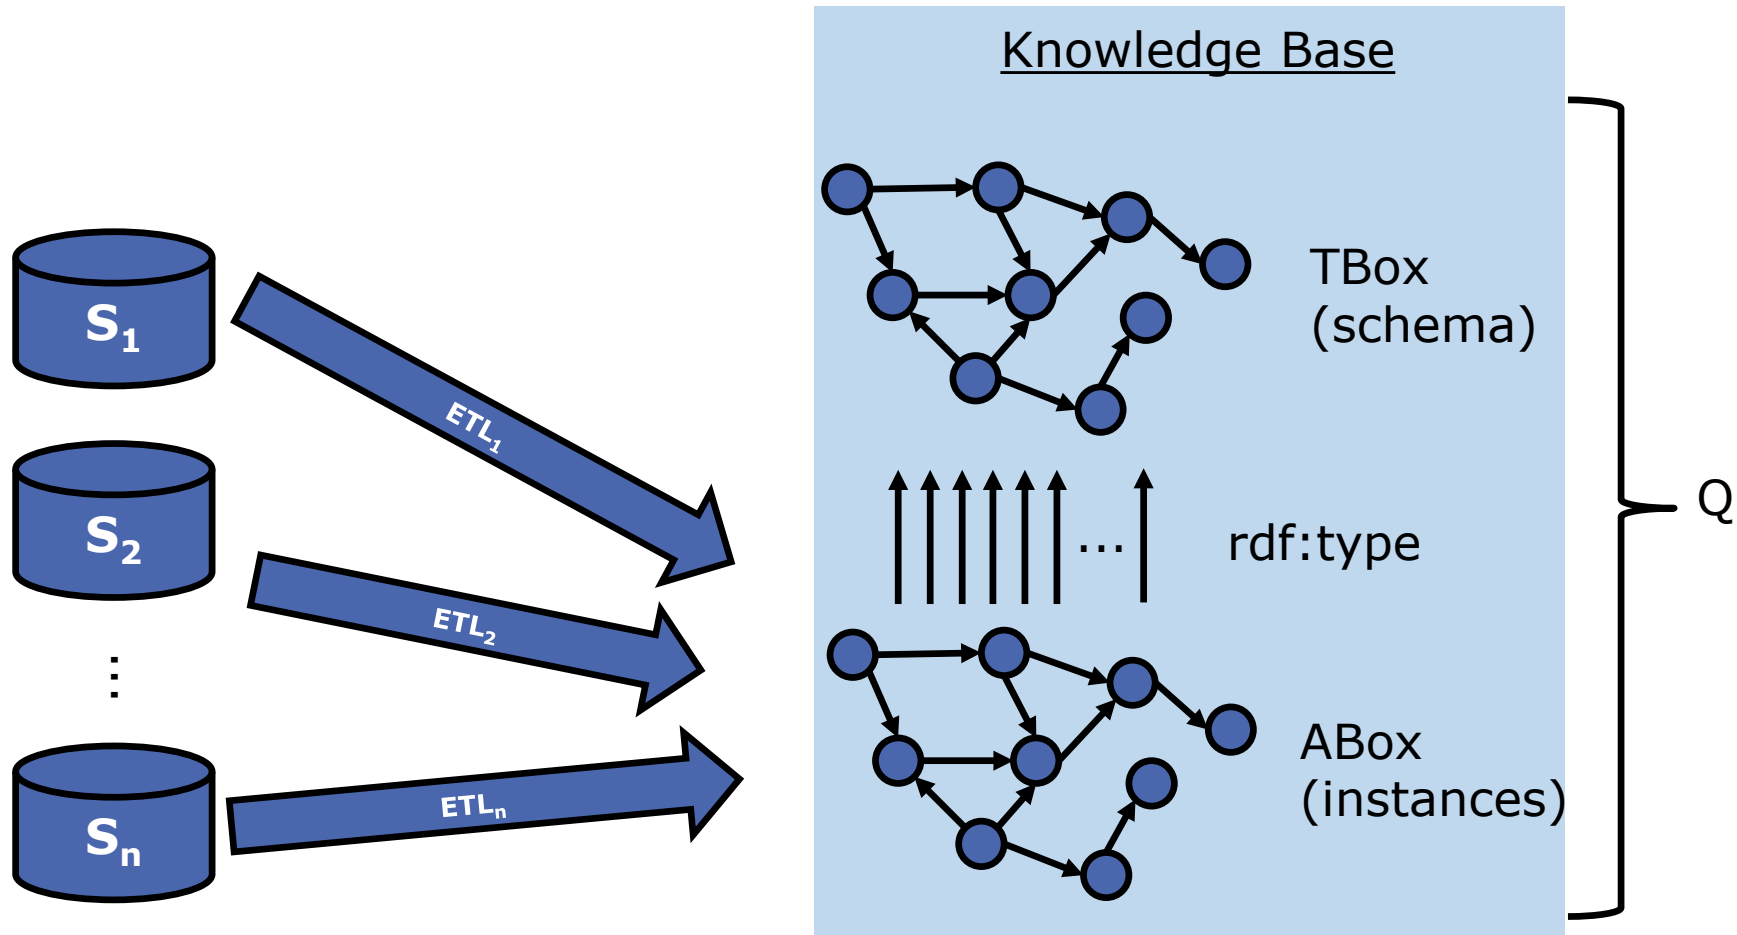 Knowledge Base
TBox
(schema)
S1
ETL1
S2
ETL2
...
rdf:type
Q
⋮
ABox
(instances)
Sn
ETLn